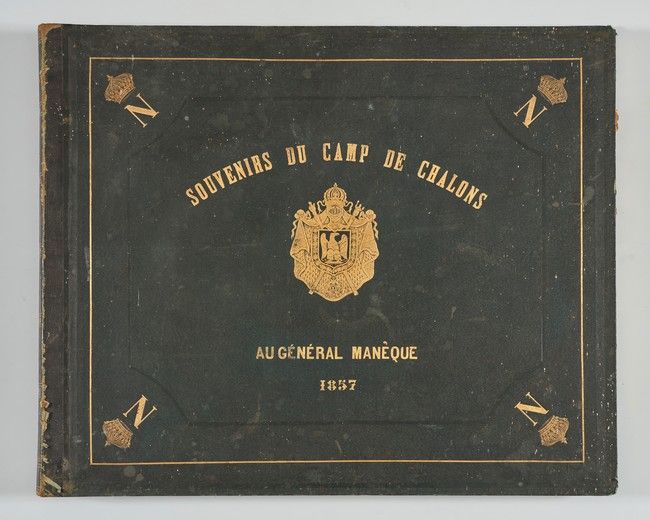 N N
SOUVENIRS DU CAMP DE CHALONS
AU GÉNÉRAL MANÈQUE
1857
N N